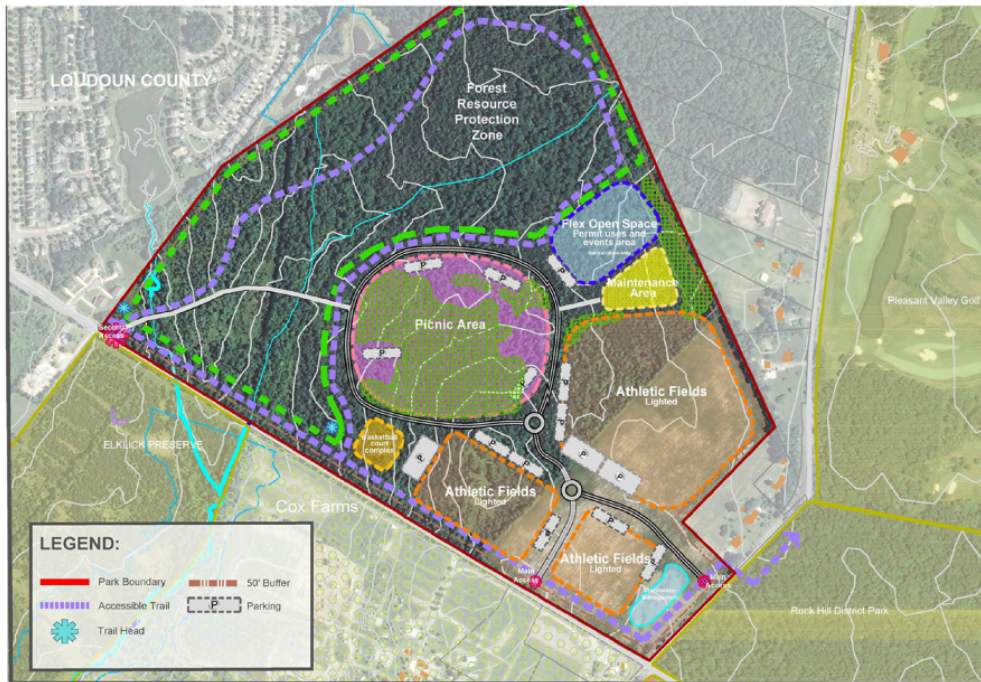 LOUDOUN COUNTY
Forest
Resource
Protection
Zone
Flex Open Space
Permit uses and
events area
Maintenance
Area
Pleasant Valley Golf
Picnic Area
P
P
P
P
Secondary
Access
Athletic Fields
Lighted
P
P
P
Basketball
court
complex
ELKLICK PRESERVE
P
P
P
P
P
Athletic Fields
Lighted
Cox Farms
P
P
Athletic Fields
Lighted
P
Main
Access
Main
Access
Stormwater
Management
Rock Hill District Park
LEGEND:
Park Boundary
50' Buffer
Accessible Trail
P
Parking
Trail Head